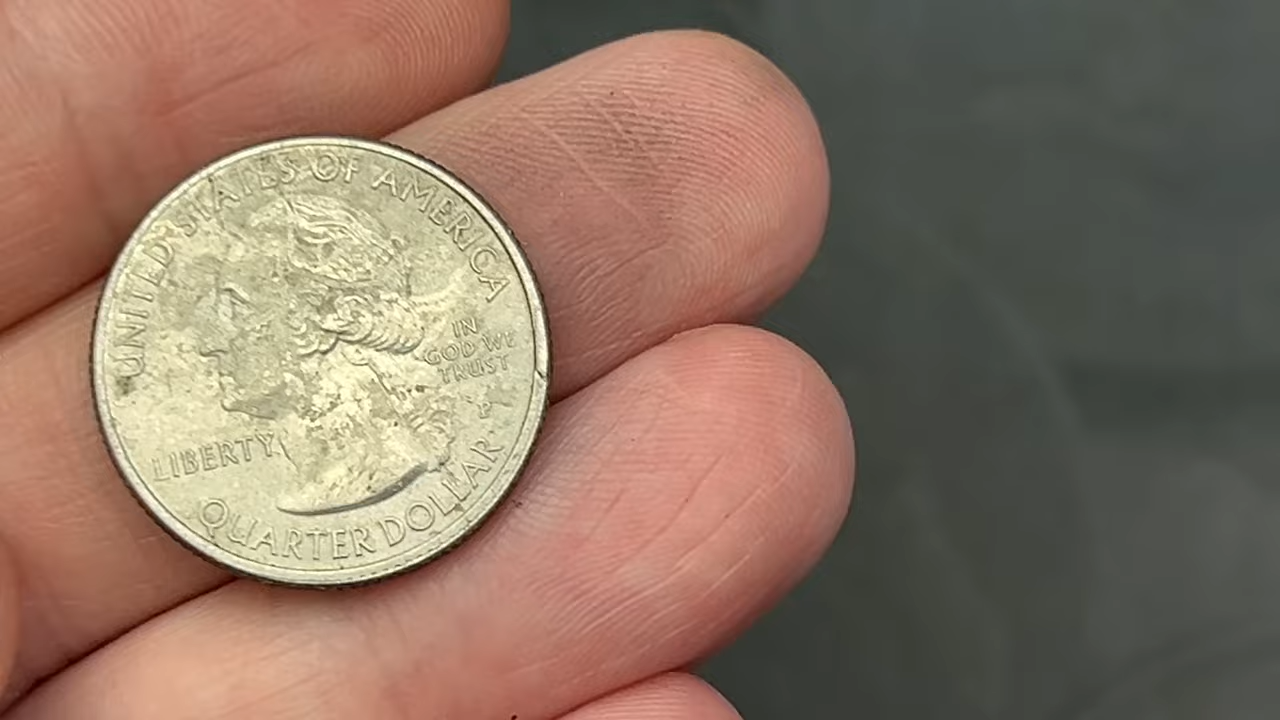 UNITED STATES OF AMERICA
IN
GOD WE
TRUST
P
LIBERTY
QUARTER DOLLAR